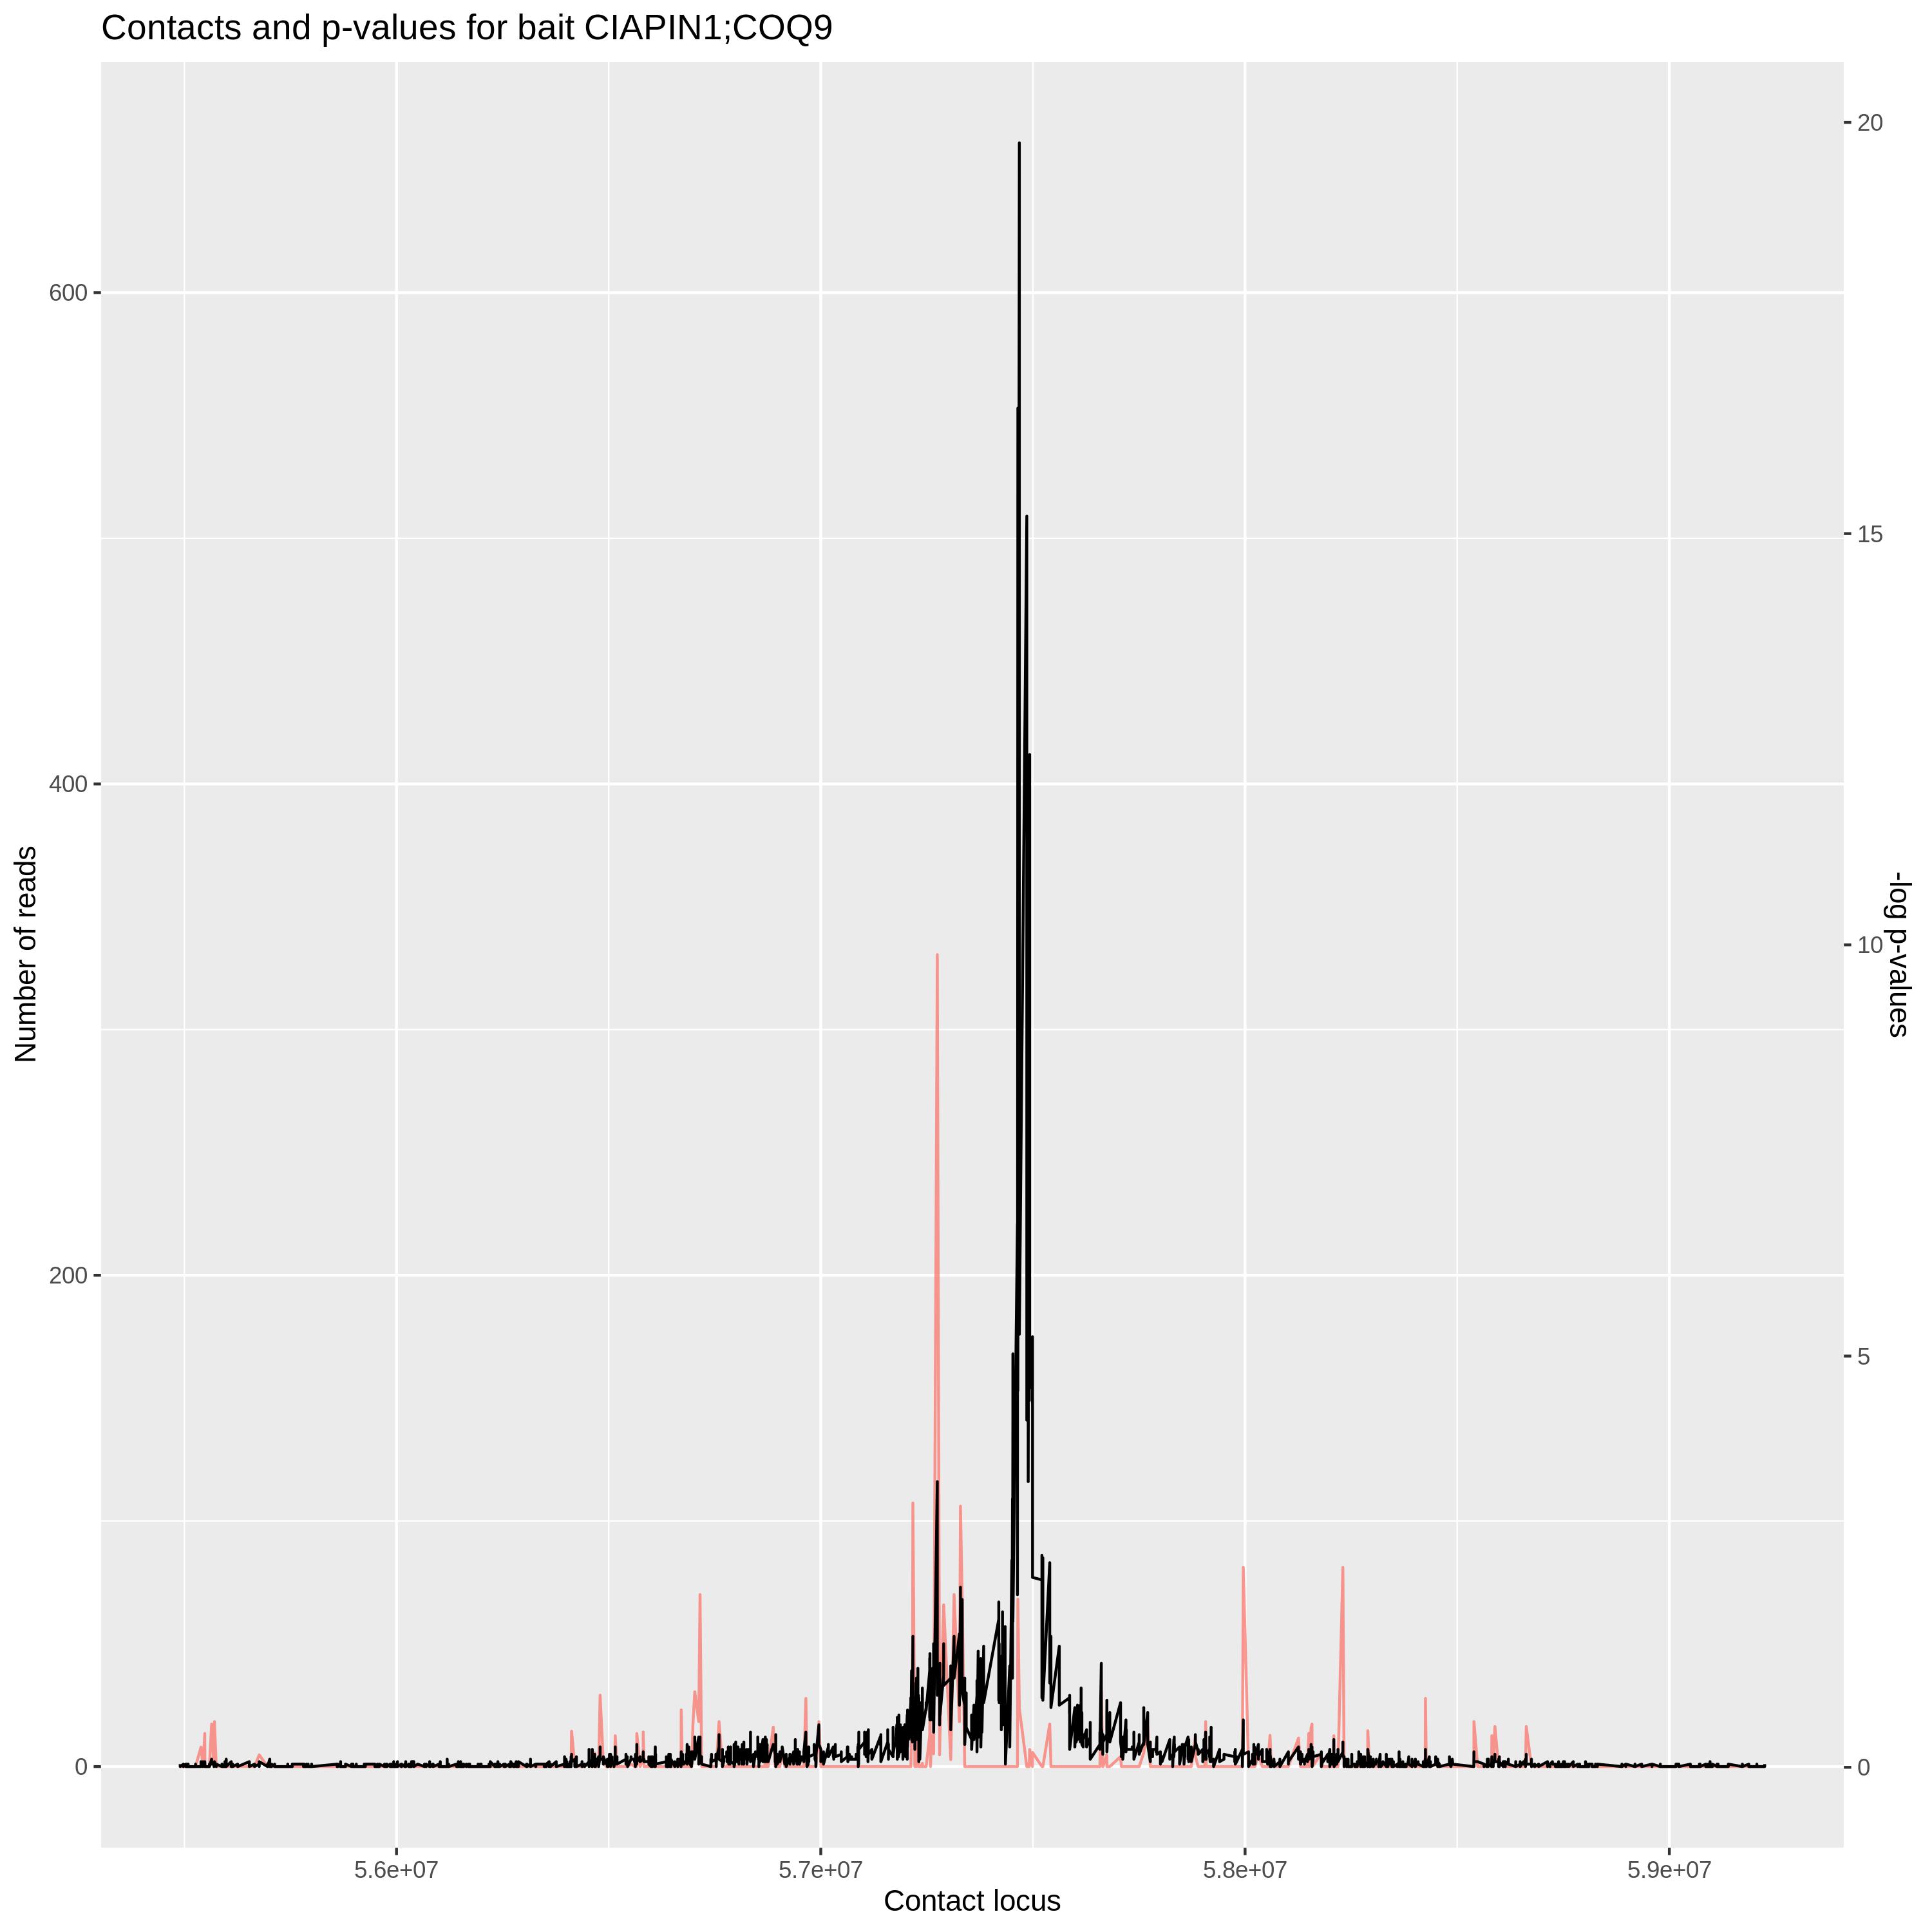 Contacts and p-values for bait CIAPIN1;COQ9
Number of reads
600
400
200
0
20
15
10
5
0
-log p-values
5.6e+07
5.7e+07
5.8e+07
5.9e+07
Contact locus